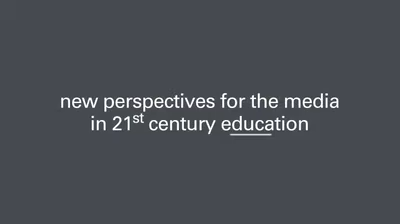 new perspectives for the media
in 21st century education